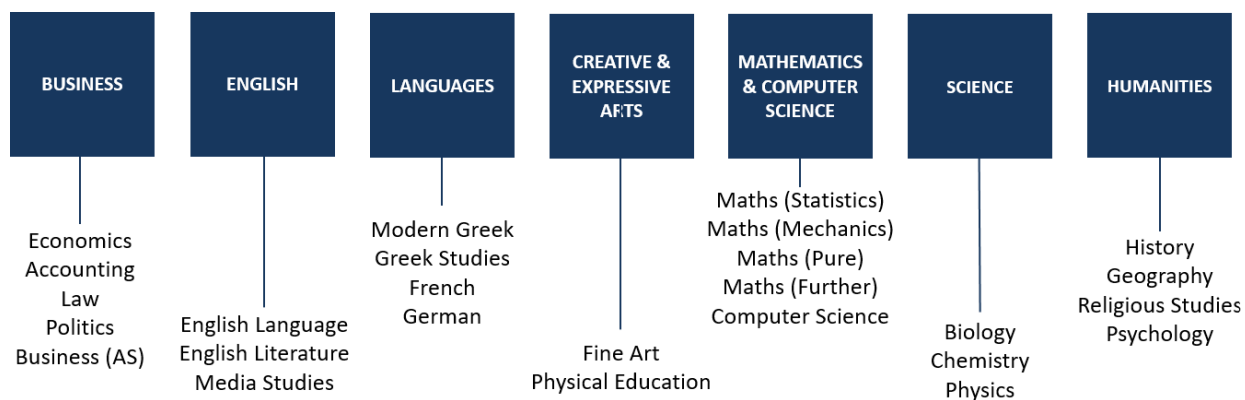 BUSINESS
Economics
Accounting
Law
Politics
Business (AS)
ENGLISH
English Language
English Literature
Media Studies
LANGUAGES
Modern Greek
Greek Studies
French
German
CREATIVE &
EXPRESSIVE
ARTS
Fine Art
Physical Education
MATHEMATICS
& COMPUTER
SCIENCE
Maths (Statistics)
Maths (Mechanics)
Maths (Pure)
Maths (Further)
Computer Science
SCIENCE
Biology
Chemistry
Physics
HUMANITIES
History
Geography
Religious Studies
Psychology